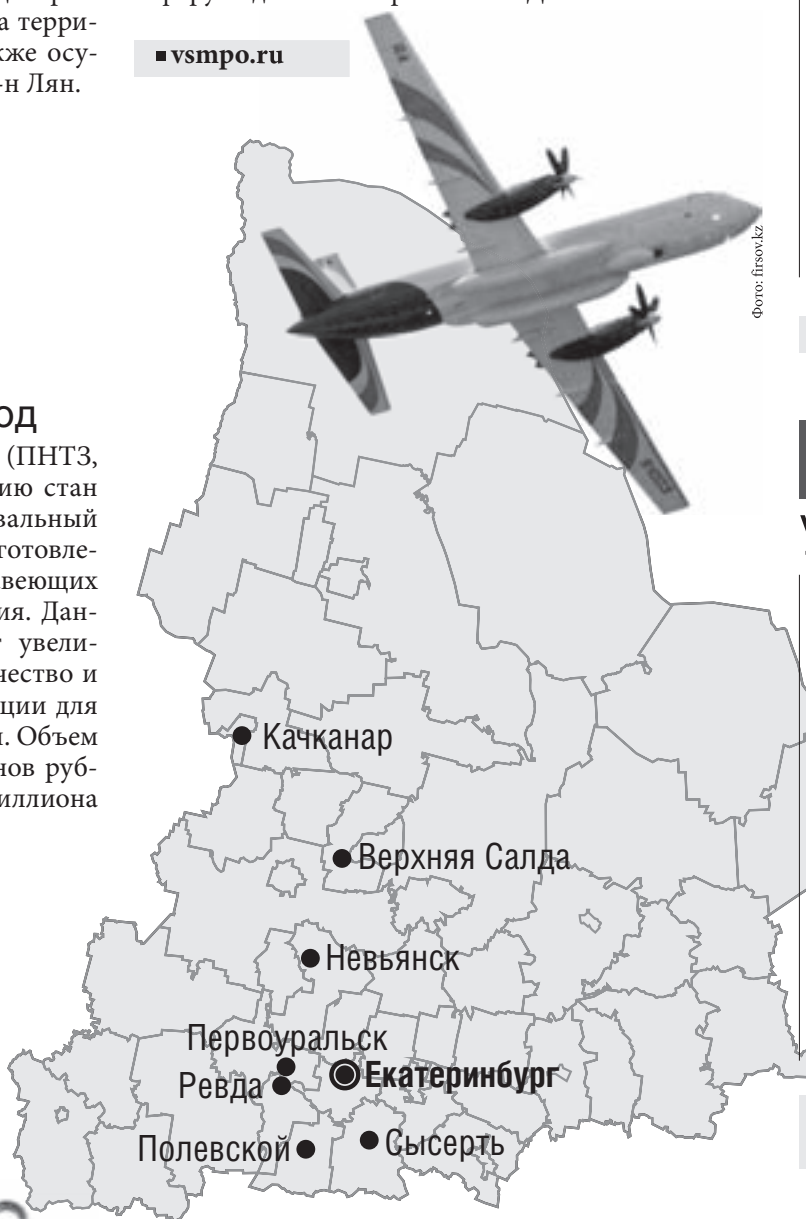 а терри-
кже осу-
-н Лян.
▪ vsmpo.ru
Фото: firsov.kz
од
(ПНТЗ,
ию стан
вальный
готовле-
авеющих
ия. Дан-
увели-
чество и
ции для
Объем
нов руб-
иллиона
Качканар
Верхняя Салда
Невьянск
Первоуральск
Ревда
Екатеринбург
Полевской
Сысерть